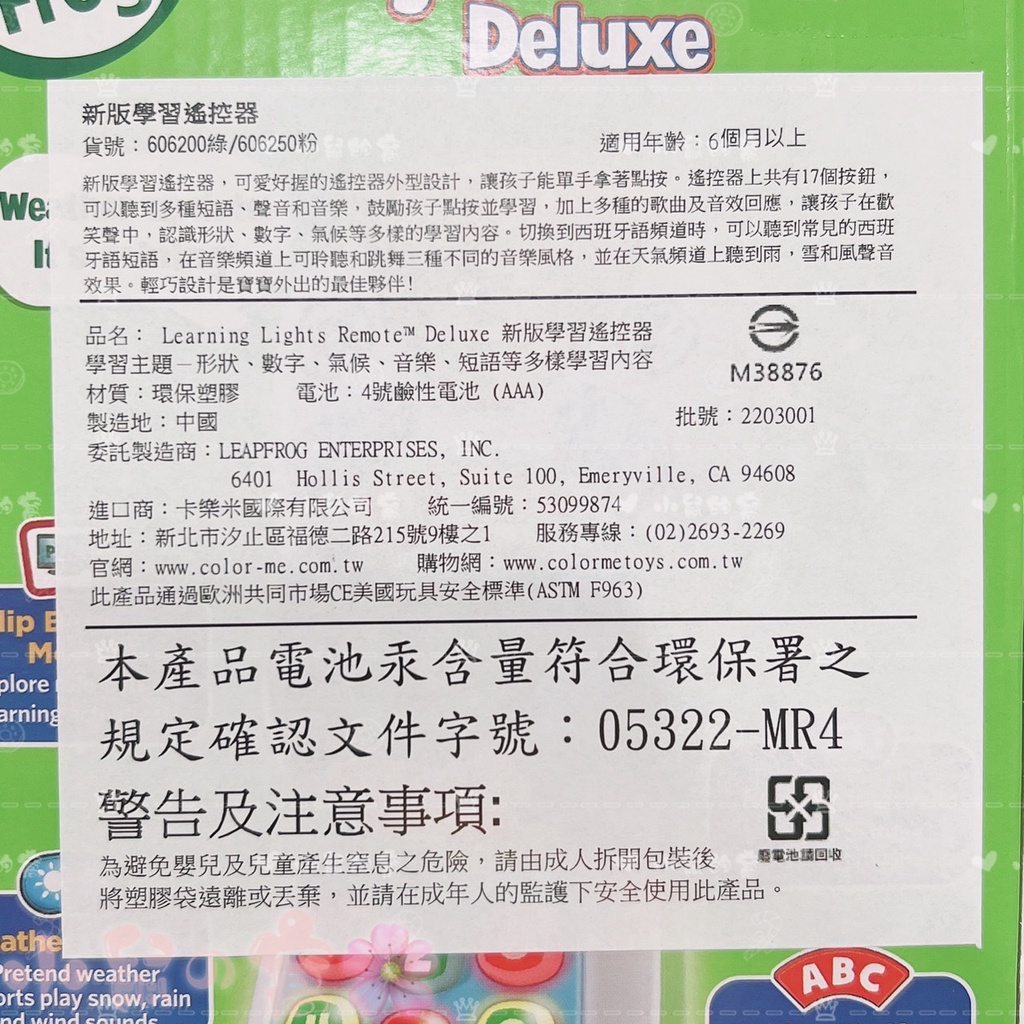 Frog
Deluxe
新版學習遙控器
貨號：606200綠/606250粉
適用年齡：6個月以上
新版學習遙控器，可愛好握的遙控器外型設計，讓孩子能單手拿著點按。遙控器上共有17個按鈕，
可以聽到多種短語、聲音和音樂，鼓勵孩子點按並學習，加上多種的歌曲及音效回應，讓孩子在歡
笑聲中，認識形狀、數字、氣候等多樣的學習內容。切換到西班牙語頻道時，可以聽到常見的西班
牙語短語，在音樂頻道上可聆聽和跳舞三種不同的音樂風格，並在天氣頻道上聽到雨，雪和風聲音
效果。輕巧設計是寶寶外出的最佳夥伴！
品名： Learning Lights Remote™ Deluxe 新版學習遙控器
學習主題－形狀、數字、氣候、音樂、短語等多樣學習內容
M38876
材質：環保塑膠 電池：4號鹼性電池 (AAA)
製造地：中國
批號：2203001
委託製造商：LEAPFROG ENTERPRISES, INC.
6401 Hollis Street, Suite 100, Emeryville, CA 94608
進口商：卡樂米國際有限公司 統一編號：53099874
地址：新北市汐止區福德二路215號9樓之1 服務專線：(02)2693-2269
官網：www.color-me.com.tw 購物網：www.colormetoys.com.tw
此產品通過歐洲共同市場CE美國玩具安全標準(ASTM F963)
本產品電池汞含量符合環保署之
規定確認文件字號：05322-MR4
警告及注意事項:
廢電池請回收
為避免嬰兒及兒童產生窒息之危險，請由成人拆開包裝後
將塑膠袋遠離或丟棄，並請在成年人的監護下安全使用此產品。
Pretend weather
play snow, rain
wind sounds
ABC